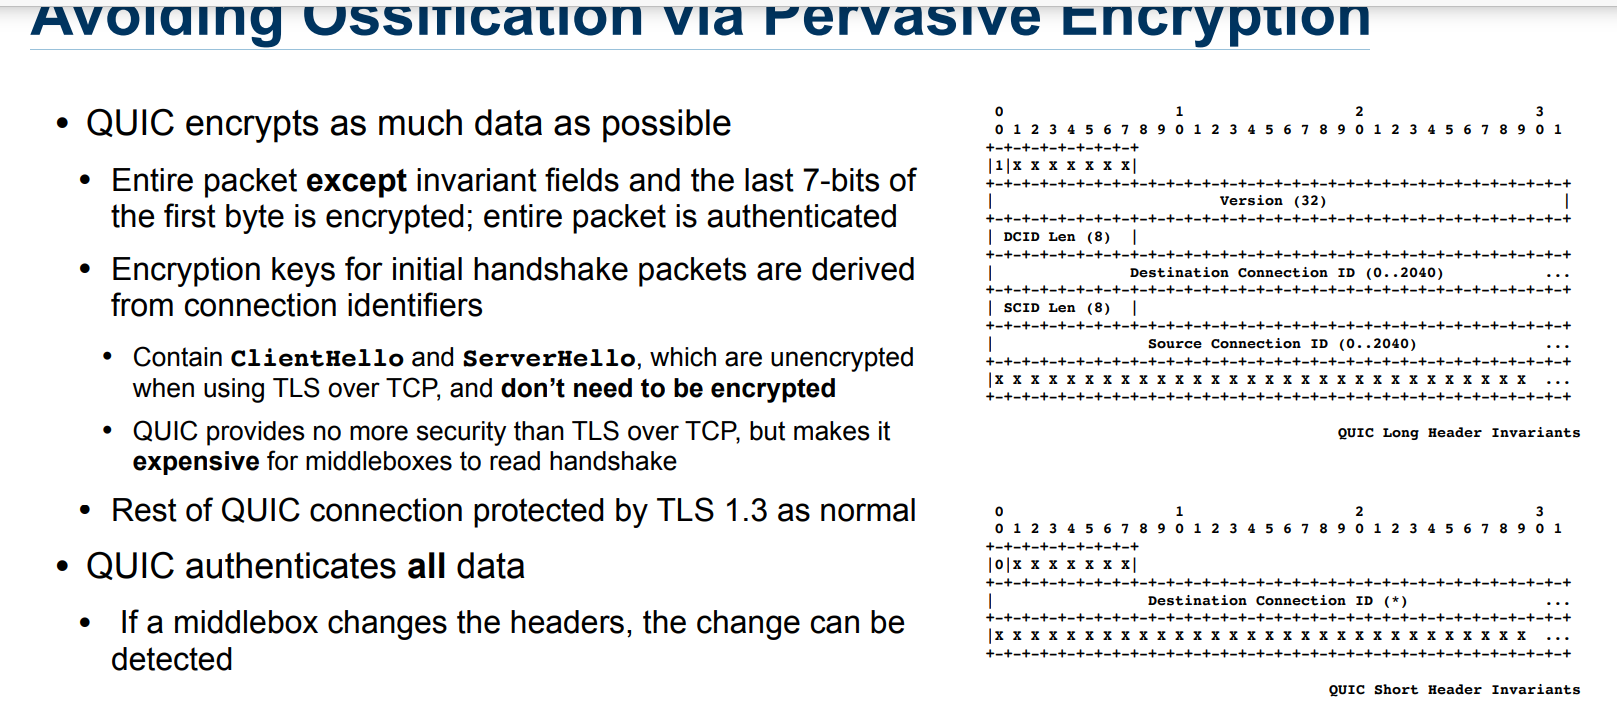 Avoiding Ossification via Pervasive Encryption
• QUIC encrypts as much data as possible
• Entire packet except invariant fields and the last 7-bits of
the first byte is encrypted; entire packet is authenticated
• Encryption keys for initial handshake packets are derived
from connection identifiers
• Contain ClientHello and ServerHello, which are unencrypted
when using TLS over TCP, and don’t need to be encrypted
• QUIC provides no more security than TLS over TCP, but makes it
expensive for middleboxes to read handshake
• Rest of QUIC connection protected by TLS 1.3 as normal
• QUIC authenticates all data
• If a middlebox changes the headers, the change can be
detected
0 1 2 3
0 1 2 3 4 5 6 7 8 9 0 1 2 3 4 5 6 7 8 9 0 1 2 3 4 5 6 7 8 9 0 1
+-+-+-+-+-+-+-+-+
|1|x x x x x x x|
+-+-+-+-+-+-+-+-+-+-+-+-+-+-+-+-+-+-+-+-+-+-+-+-+-+-+-+-+-+-+-+-+
| Version (32) |
+-+-+-+-+-+-+-+-+-+-+-+-+-+-+-+-+-+-+-+-+-+-+-+-+-+-+-+-+-+-+-+-+
| DCID Len (8) |
+-+-+-+-+-+-+-+-+-+-+-+-+-+-+-+-+-+-+-+-+-+-+-+-+-+-+-+-+-+-+-+-+
| Destination Connection ID (0..2040) ...
+-+-+-+-+-+-+-+-+-+-+-+-+-+-+-+-+-+-+-+-+-+-+-+-+-+-+-+-+-+-+-+-+
| SCID Len (8) |
+-+-+-+-+-+-+-+-+-+-+-+-+-+-+-+-+-+-+-+-+-+-+-+-+-+-+-+-+-+-+-+-+
| Source Connection ID (0..2040) ...
+-+-+-+-+-+-+-+-+-+-+-+-+-+-+-+-+-+-+-+-+-+-+-+-+-+-+-+-+-+-+-+-+
|x x x x x x x x x x x x x x x x x x x x x x x x x x x x x x ...
+-+-+-+-+-+-+-+-+-+-+-+-+-+-+-+-+-+-+-+-+-+-+-+-+-+-+-+-+-+-+-+-+
QUIC Long Header Invariants
0 1 2 3
0 1 2 3 4 5 6 7 8 9 0 1 2 3 4 5 6 7 8 9 0 1 2 3 4 5 6 7 8 9 0 1
+-+-+-+-+-+-+-+-+
|0|x x x x x x x|
+-+-+-+-+-+-+-+-+-+-+-+-+-+-+-+-+-+-+-+-+-+-+-+-+-+-+-+-+-+-+-+-+
| Destination Connection ID (*) ...
+-+-+-+-+-+-+-+-+-+-+-+-+-+-+-+-+-+-+-+-+-+-+-+-+-+-+-+-+-+-+-+-+
|x x x x x x x x x x x x x x x x x x x x x x x x x x x x x x ...
+-+-+-+-+-+-+-+-+-+-+-+-+-+-+-+-+-+-+-+-+-+-+-+-+-+-+-+-+-+-+-+-+
QUIC Short Header Invariants